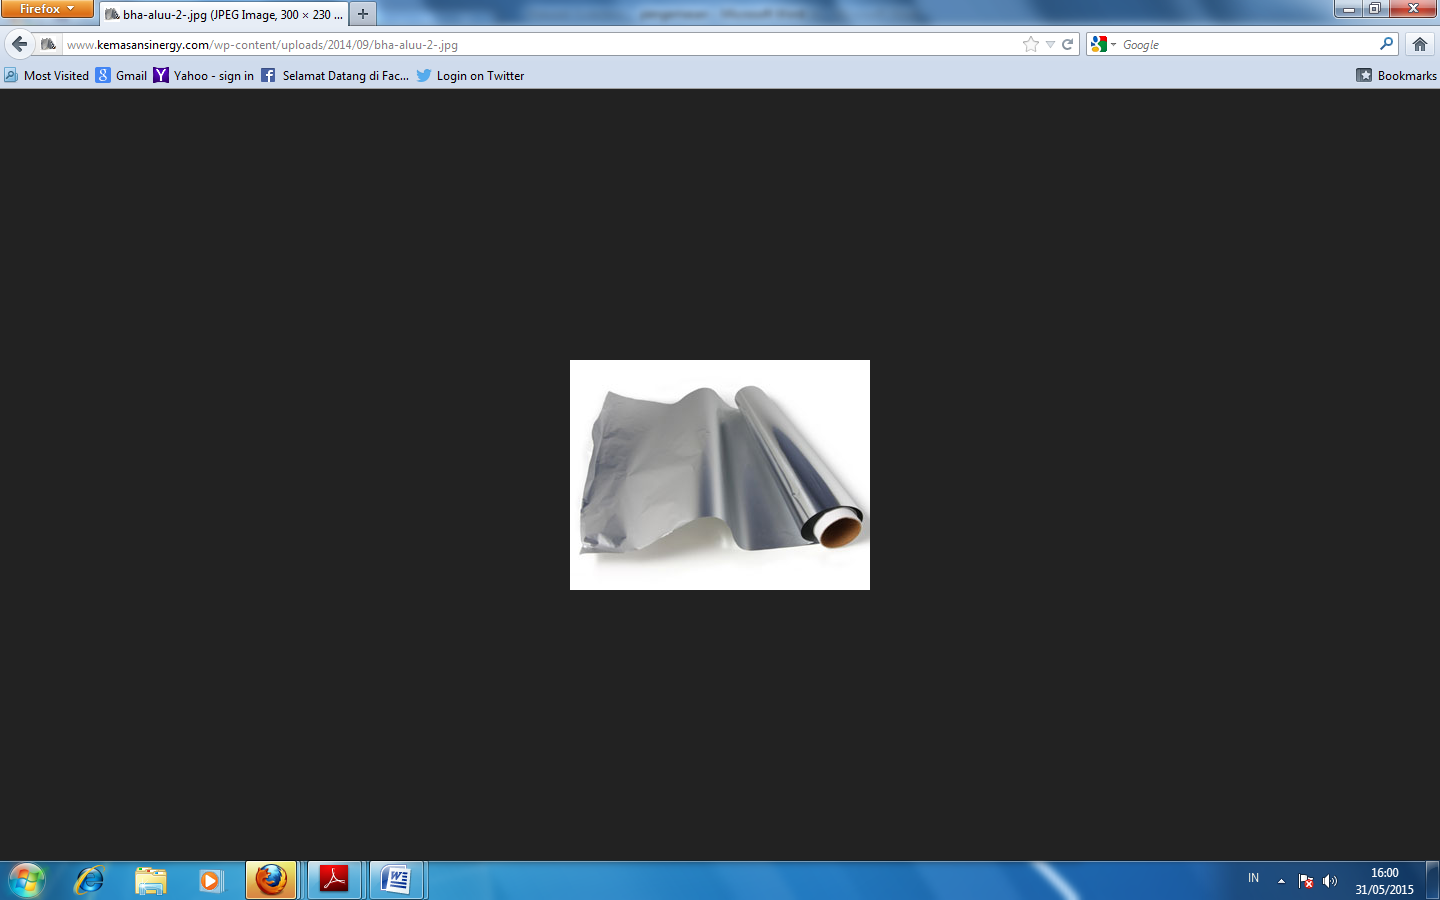 Firefox
bha-aluu-2-.jpg (JPEG Image, 300 × 230 ...
www.kemasansinergy.com/wp-content/uploads/2014/09/bha-aluu-2-.jpg
Google
Most Visited
Gmail
Yahoo - sign in
Selamat Datang di Fac...
Login on Twitter
Bookmarks
IN
16:00
31/05/2015